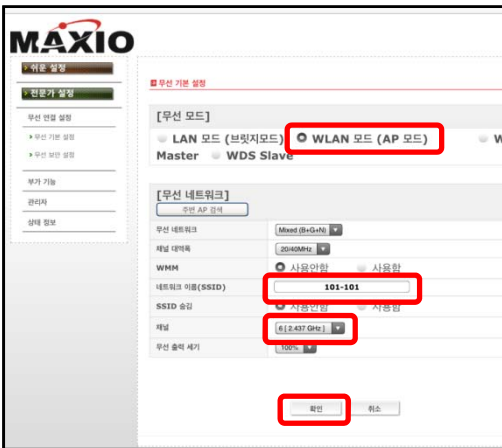 MAXIO
쉬운 설정
전문가 설정
무선 연결 설정
무선 기본 설정
무선 보안 설정
부가 기능
관리자
상태 정보
무선 기본 설정
[무선 모드]
LAN 모드 (브릿지모드) WLAN 모드 (AP 모드) W
Master WDS Slave
[무선 네트워크]
주변 AP 검색
무선 네트워크 Mixed (B+G+N)
채널 대역폭 20/40MHz
WMM 사용안함 사용함
네트워크 이름(SSID) 101-101
SSID 숨김 사용안함 사용함
채널 6 [ 2.437 GHz ]
무선 출력 세기 100%
확인 취소